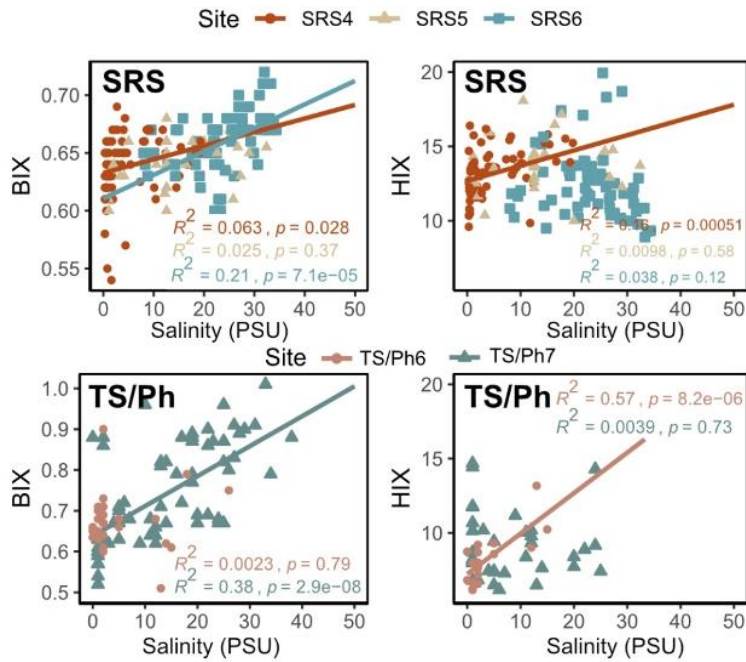 Site SRS4 SRS5 SRS6
SRS
BIX
0.70
0.65
0.60
0.55
R² = 0.063 , p = 0.028
R² = 0.025 , p = 0.37
R² = 0.21 , p = 7.1e−05
0 10 20 30 40 50
Salinity (PSU)
SRS
HIX
20
15
10
R² = 0.16 , p = 0.00051
R² = 0.0098 , p = 0.58
R² = 0.038 , p = 0.12
0 10 20 30 40 50
Salinity (PSU)
Site TS/Ph6 TS/Ph7
TS/Ph
BIX
1.0
0.9
0.8
0.7
0.6
0.5
R² = 0.0023 , p = 0.79
R² = 0.38 , p = 2.9e−08
0 10 20 30 40 50
Salinity (PSU)
TS/Ph
HIX
20
15
10
R² = 0.57 , p = 8.2e−06
R² = 0.0039 , p = 0.73
0 10 20 30 40 50
Salinity (PSU)